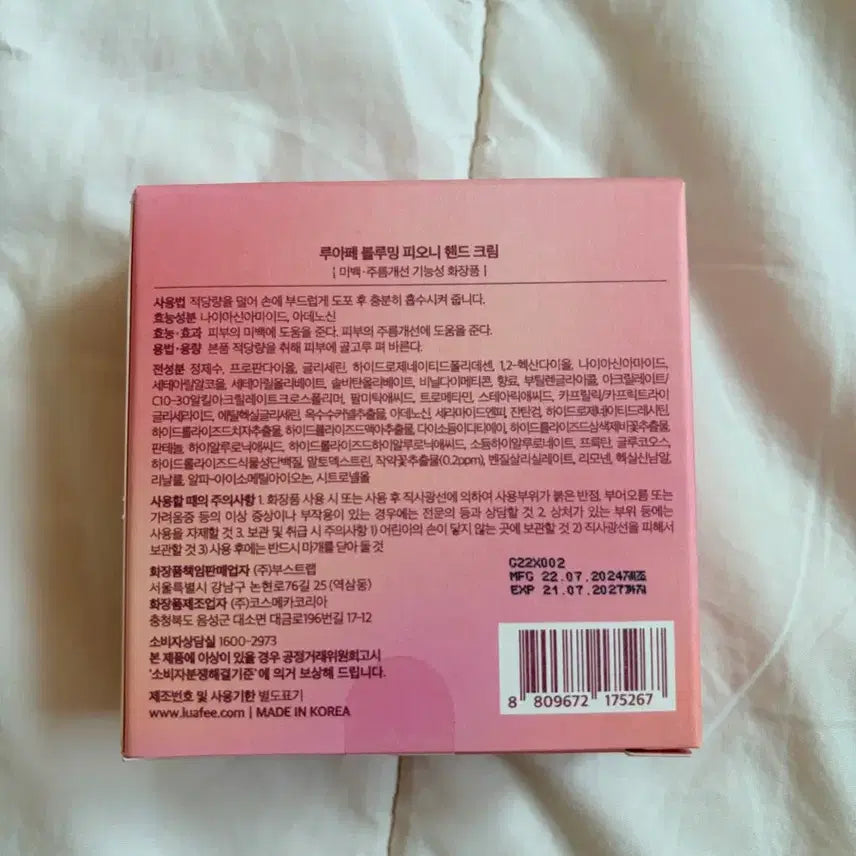 루아페 블루밍 피오니 핸드 크림
[ 미백·주름개선 기능성 화장품 ]
사용법 적당량을 덜어 손에 부드럽게 도포 후 충분히 흡수시켜 줍니다.
효능성분 나이아신아마이드, 아데노신
효능·효과 피부의 미백에 도움을 준다. 피부의 주름개선에 도움을 준다.
용법·용량 본품 적당량을 취해 피부에 골고루 펴 바른다.
전성분 정제수, 프로판다이올, 글리세린, 하이드로제네이티드폴리데센, 1,2-헥산다이올, 나이아신아마이드,
세테아릴알코올, 세테아릴올리베이트, 솔비탄올리베이트, 비닐다이메티콘, 향료, 부틸렌글라이콜, 아크릴레이트/
C10-30알킬아크릴레이트크로스폴리머, 팔미틱애씨드, 트로메타민, 스테아릭애씨드, 카프릴릭/카프릭트라이
글리세라이드, 에틸헥실글리세린, 옥수수커넬추출물, 아데노신, 세라마이드엔피, 잔탄검, 하이드로제네이티드레시틴,
하이드롤라이즈드치자추출물, 하이드롤라이즈드맥아추출물, 다이소듐이디티에이, 하이드롤라이즈드삼색제비꽃추출물,
판테놀, 하이알루로닉애씨드, 하이드롤라이즈드하이알루로닉애씨드, 소듐하이알루로네이트, 프룩탄, 글루코오스,
하이드롤라이즈드식물성단백질, 말토덱스트린, 작약꽃추출물(0.2ppm), 벤질살리실레이트, 리모넨, 헥실신남알,
리날룰, 알파-아이소메틸아이오논, 시트로넬올
사용할 때의 주의사항 1. 화장품 사용 시 또는 사용 후 직사광선에 의하여 사용부위가 붉은 반점, 부어오름 또는
가려움증 등의 이상 증상이나 부작용이 있는 경우에는 전문의 등과 상담할 것 2. 상처가 있는 부위 등에는
사용을 자제할 것 3. 보관 및 취급 시 주의사항 1) 어린이의 손이 닿지 않는 곳에 보관할 것 2) 직사광선을 피해서
보관할 것 3) 사용 후에는 반드시 마개를 닫아 둘 것
화장품책임판매업자 (주)부스트랩
서울특별시 강남구 논현로76길 25 (역삼동)
화장품제조업자 (주)코스메카코리아
충청북도 음성군 대소면 대금로196번길 17-12
소비자상담실 1600-2973
본 제품에 이상이 있을 경우 공정거래위원회고시
'소비자분쟁해결기준'에 의거 보상해 드립니다.
제조번호 및 사용기한 별도표기
www.luafee.com | MADE IN KOREA
G22X002
MFG 22.07.2024제조
EXP 21.07.2027까지
8 809672 175267